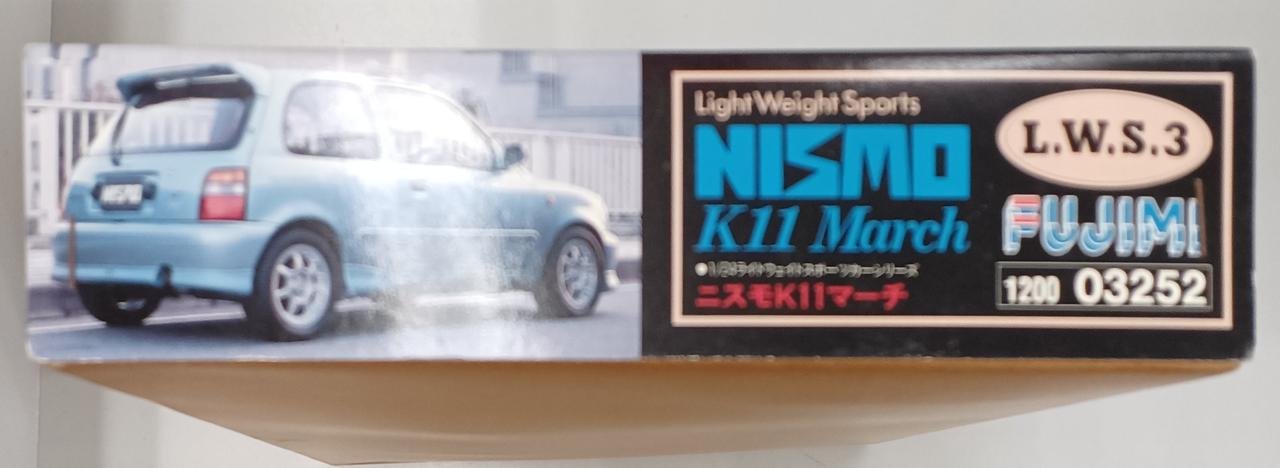 NISMO
Light Weight Sports
NISMO
K11 March
●1/24ライトウェイトスポーツカーシリーズ
ニスモK11マーチ
L.W.S.3
FUJIMI
1200 03252